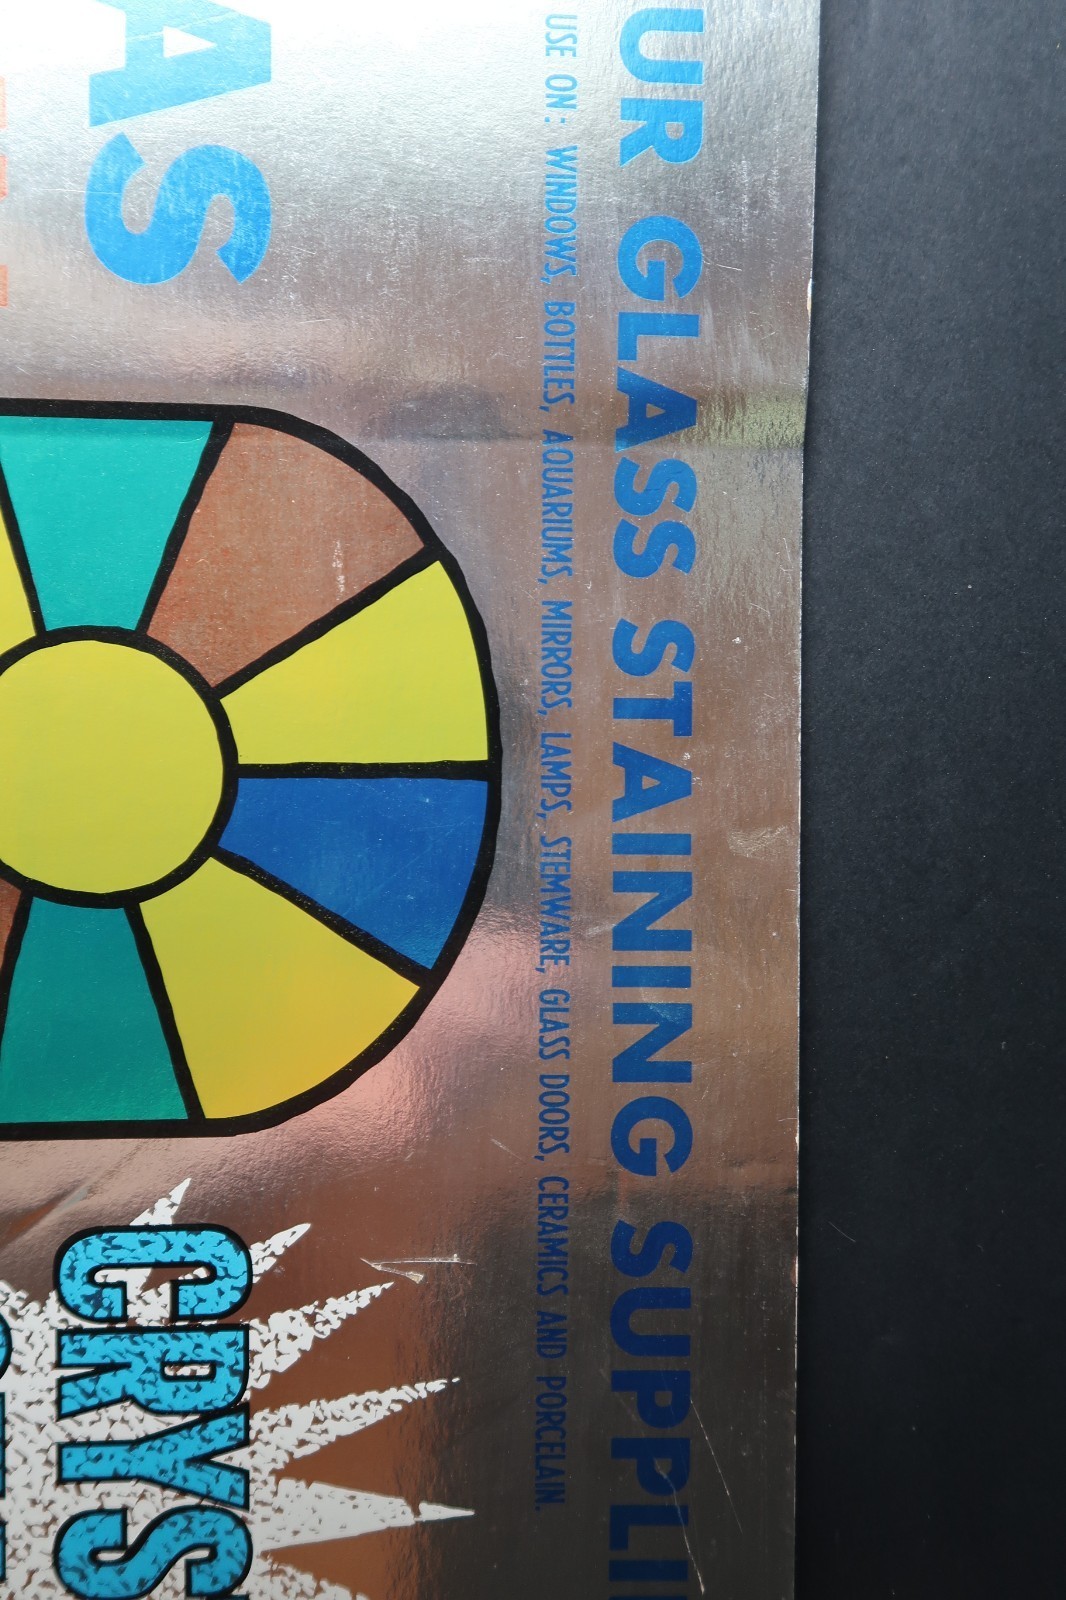 UR GLASS STAINING SUPPLI
USE ON: WINDOWS, BOTTLES, AQUARIUMS, MIRRORS, LAMPS, STEMWARE, GLASS DOORS, CERAMICS AND PORCELAIN.
AS
CRYS